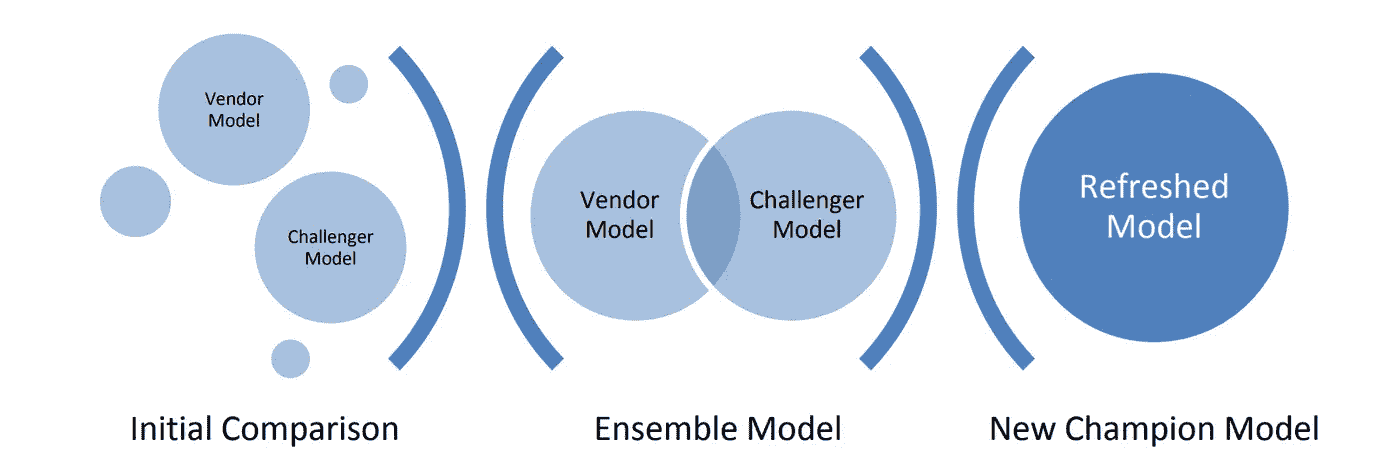 Vendor
Model
Challenger
Model
Vendor
Model
Challenger
Model
Refreshed
Model
Initial Comparison
Ensemble Model
New Champion Model